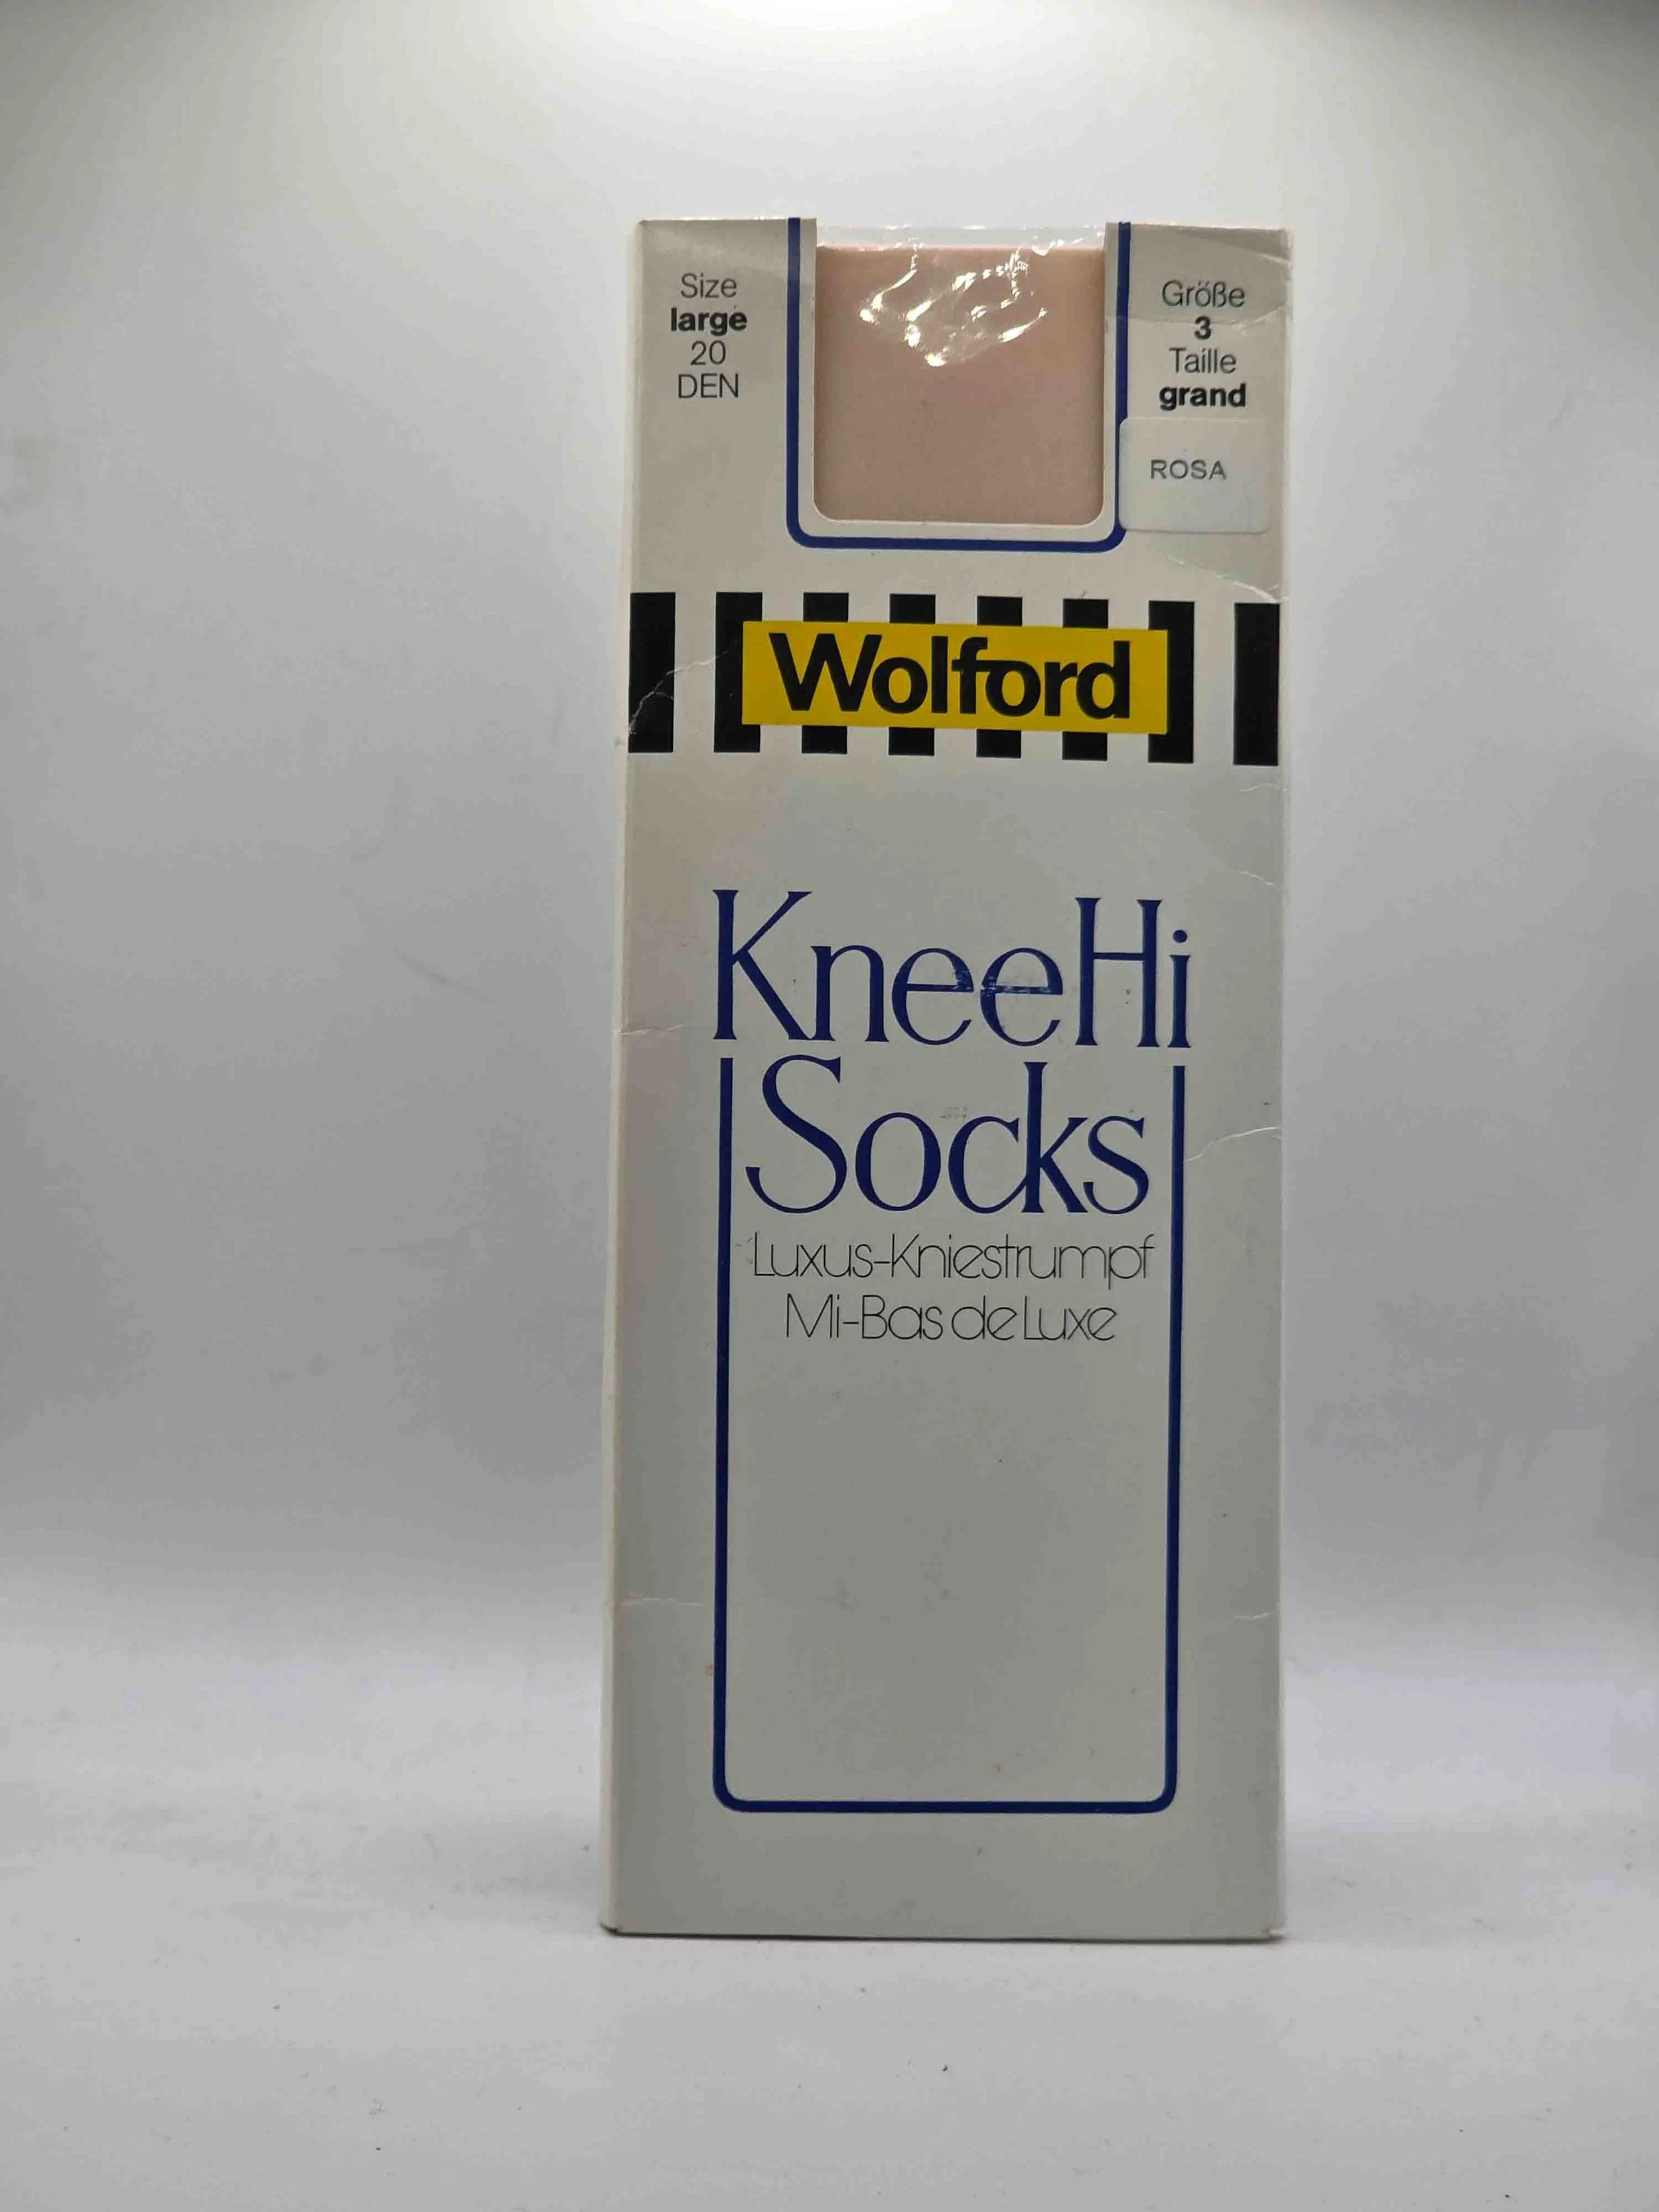 Size
large
20
DEN
Größe
3
Taille
grand
ROSA
Wolford
KneeHi
Socks
Luxus-Kniestrumpf
Mi-Bas de Luxe